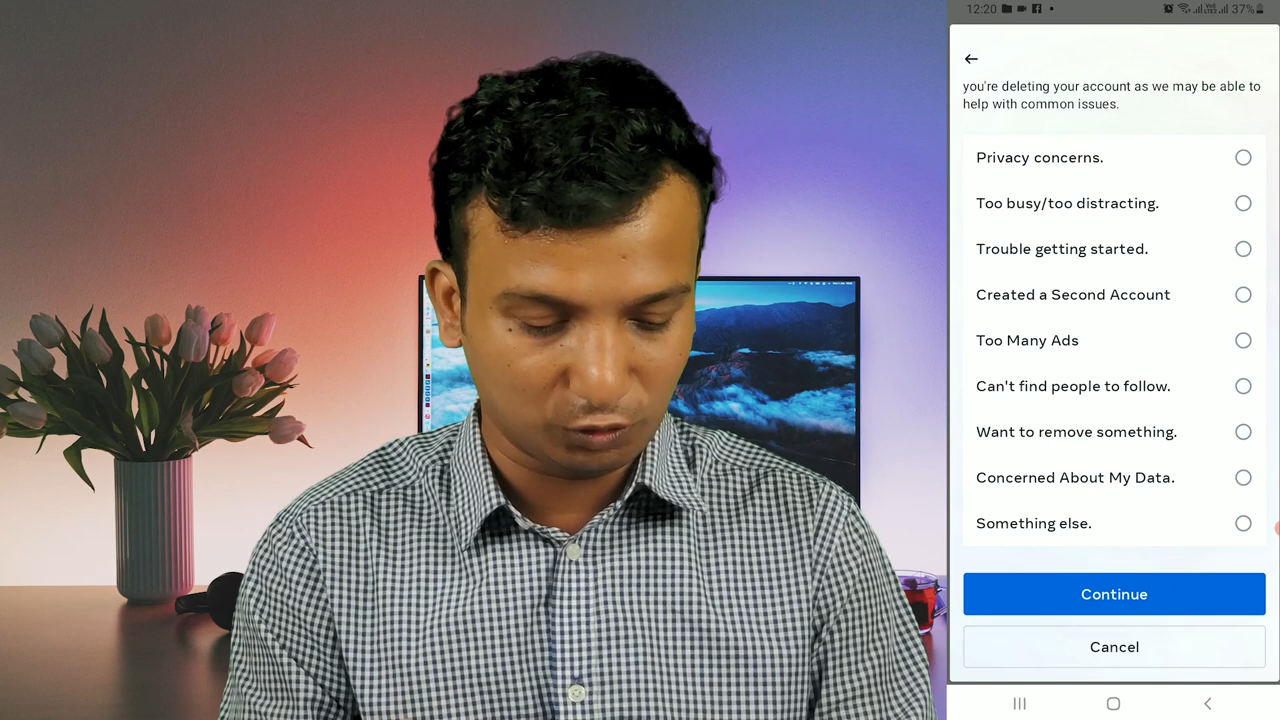 12:20
37%
you're deleting your account as we may be able to
help with common issues.
Privacy concerns.
Too busy/too distracting.
Trouble getting started.
Created a Second Account
Too Many Ads
Can't find people to follow.
Want to remove something.
Concerned About My Data.
Something else.
Continue
Cancel